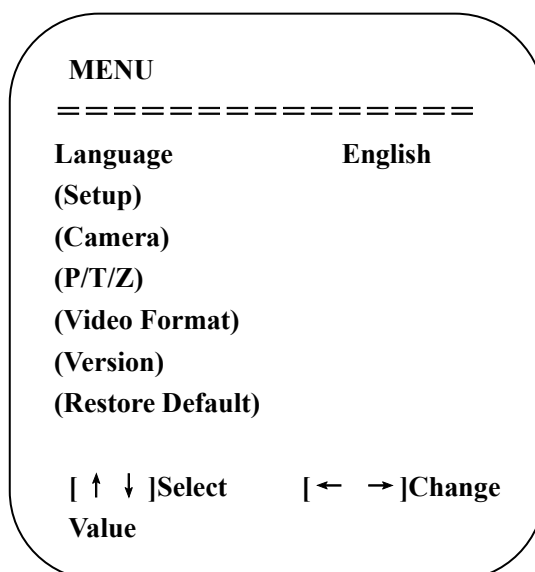 MENU
===============
Language English
(Setup)
(Camera)
(P/T/Z)
(Video Format)
(Version)
(Restore Default)
[ ↑ ↓ ]Select [ ← → ]Change
Value